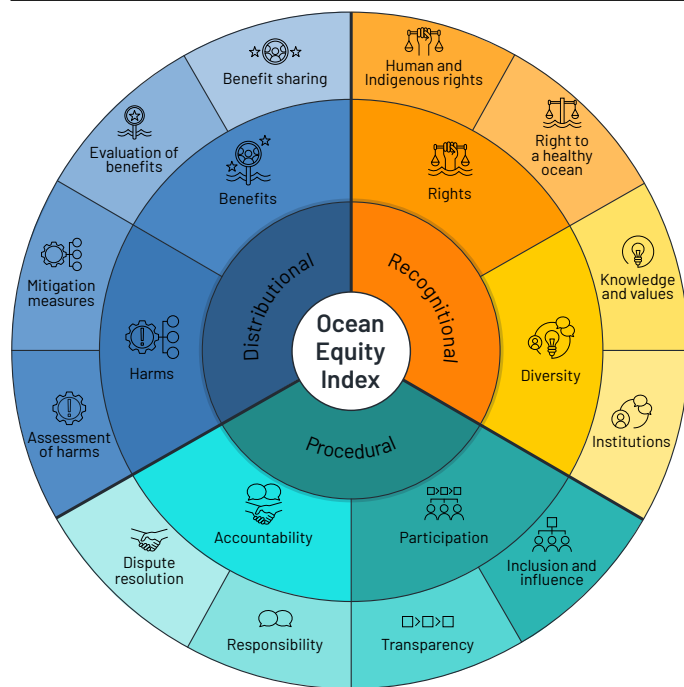 Benefit sharing
Human and
Indigenous rights
Evaluation of
benefits
Right to
a healthy
ocean
Benefits
Rights
Mitigation
measures
Knowledge
and values
Distributional
Recognitional
Ocean
Equity
Index
Harms
Diversity
Assessment
of harms
Institutions
Procedural
Accountability
Participation
Dispute
resolution
Inclusion and
influence
Responsibility
Transparency